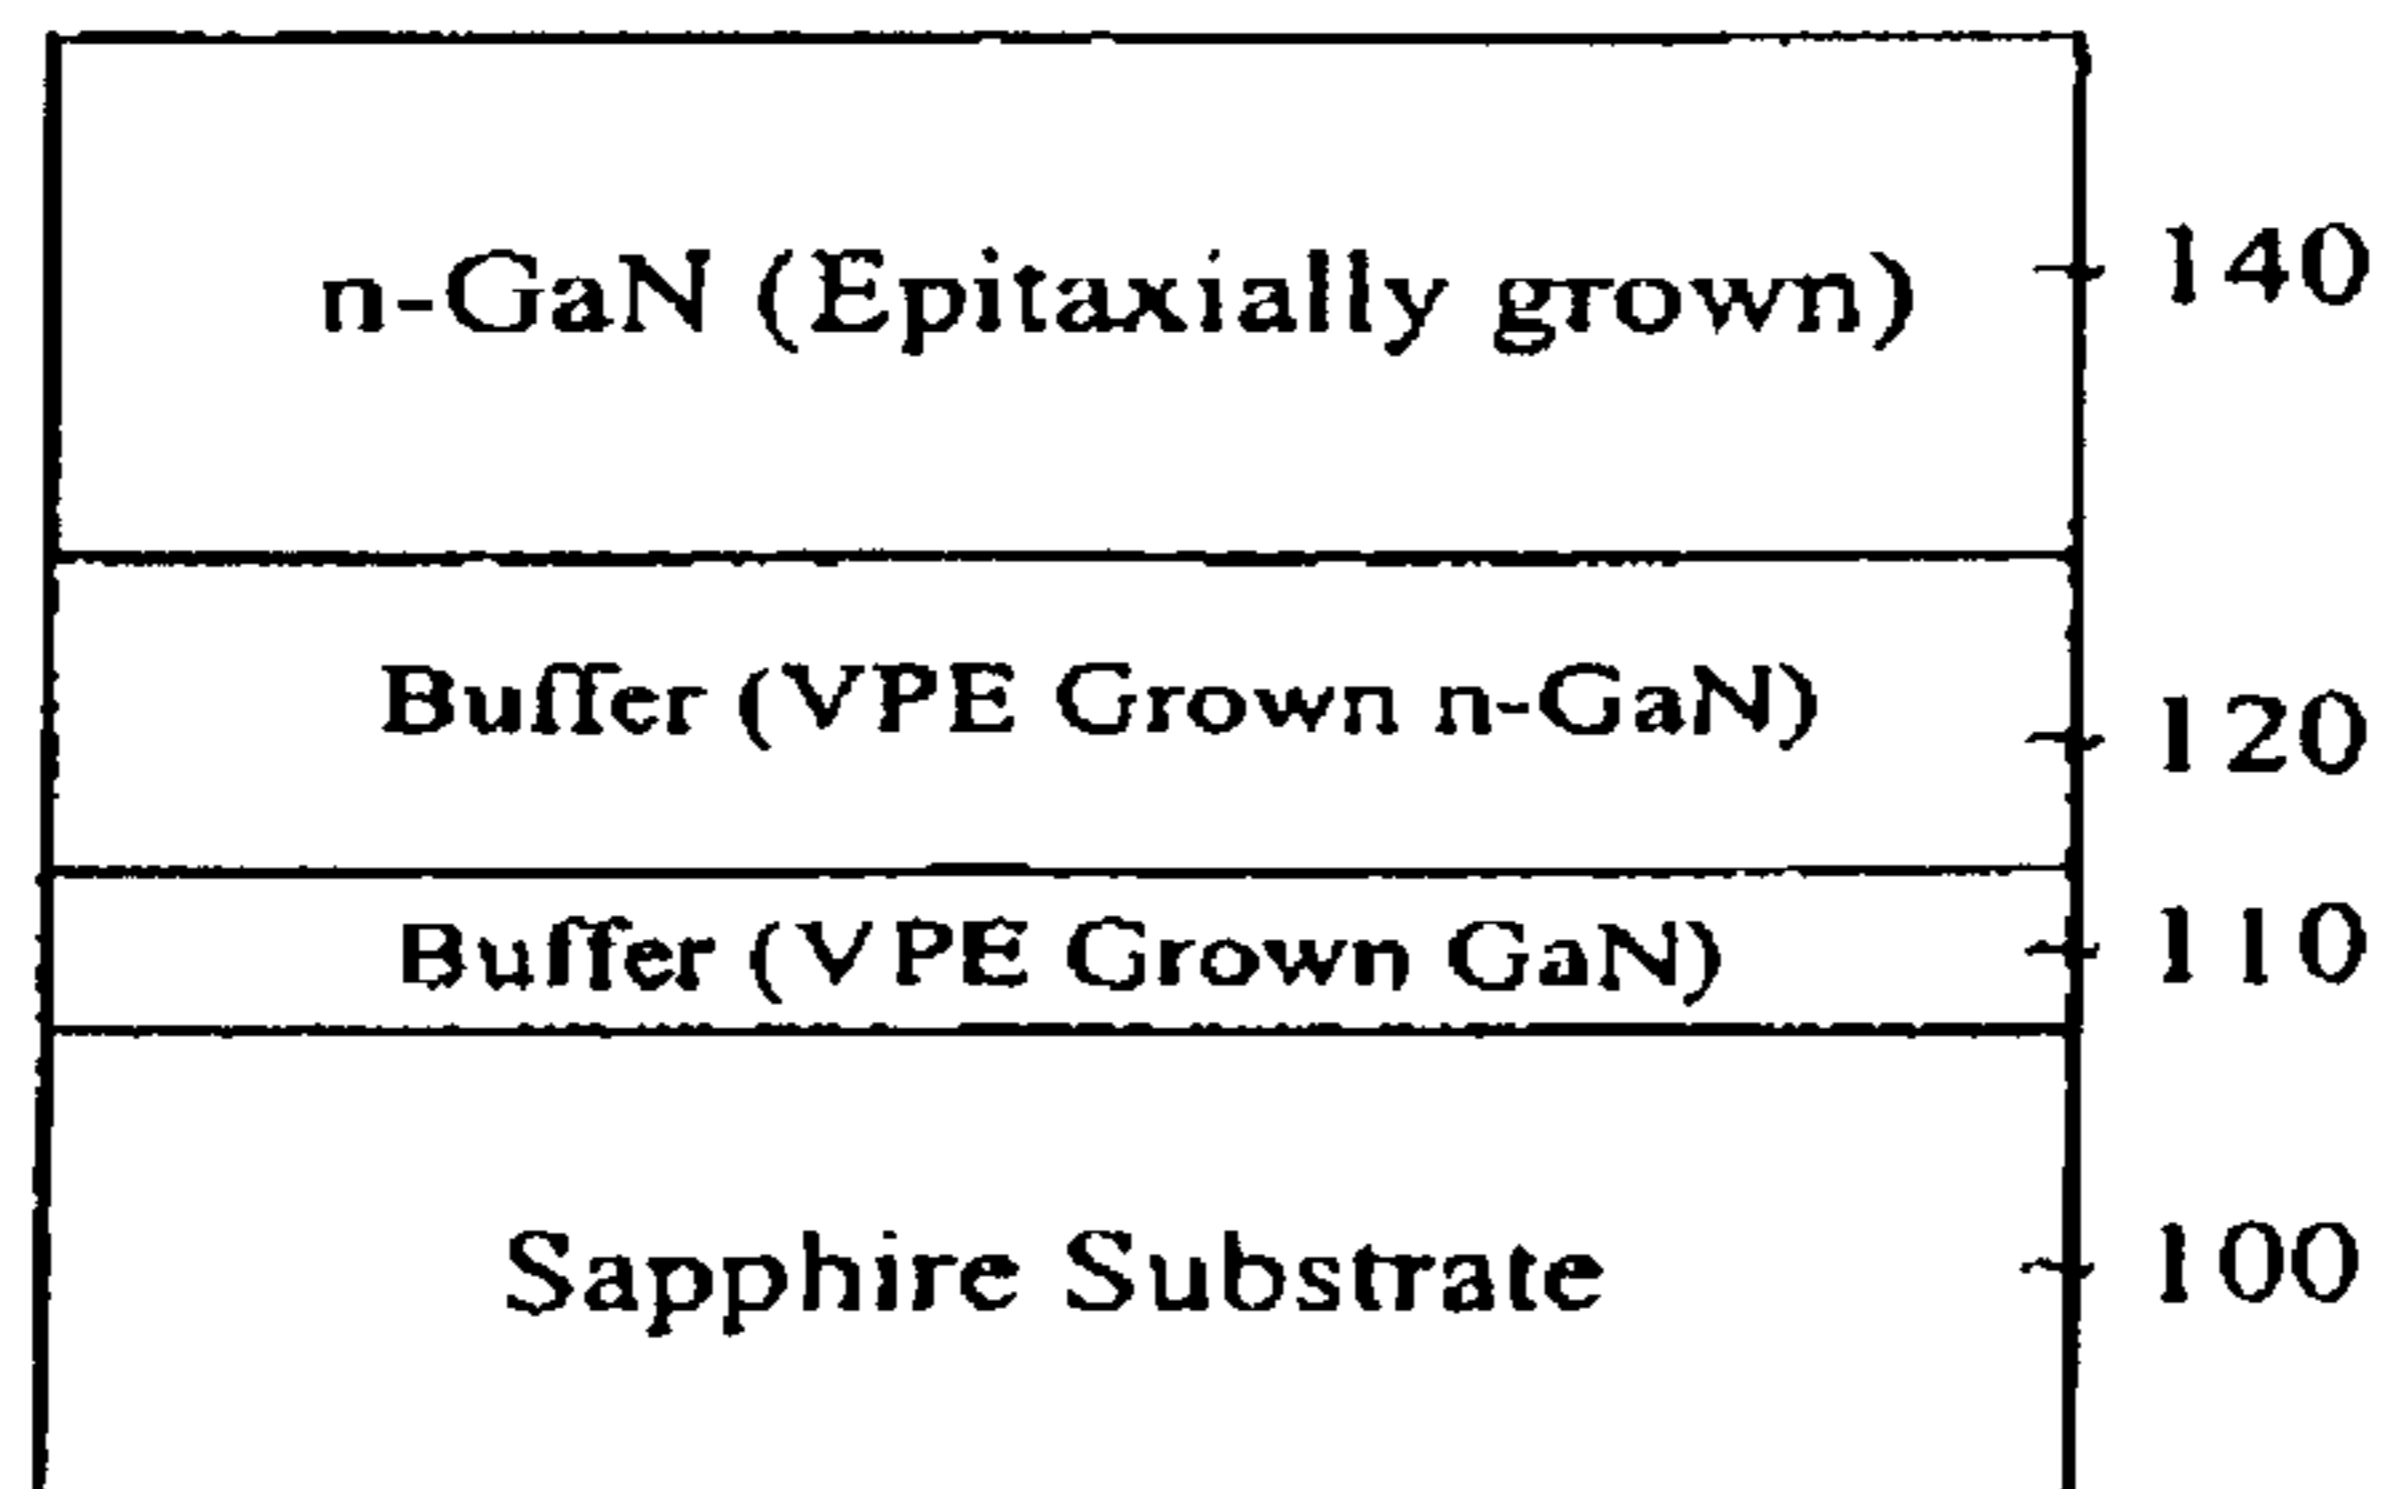 n-GaN (Epitaxially grown) 140
Buffer (VPE Grown n-GaN) 120
Buffer (VPE Grown GaN) 110
Sapphire Substrate 100